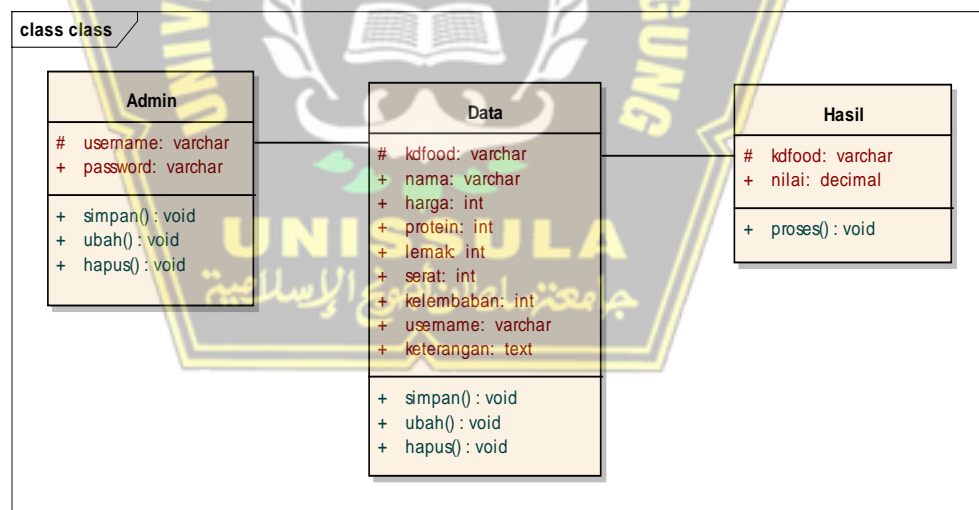 class class
Admin
# username: varchar
+ password: varchar
+ simpan() : void
+ ubah() : void
+ hapus() : void
Data
# kdfood: varchar
+ nama: varchar
+ harga: int
+ protein: int
+ lemak: int
+ serat: int
+ kelembaban: int
+ username: varchar
+ keterangan: text
+ simpan() : void
+ ubah() : void
+ hapus() : void
Hasil
# kdfood: varchar
+ nilai: decimal
+ proses() : void
UNIV
GUNG
UNISSULA